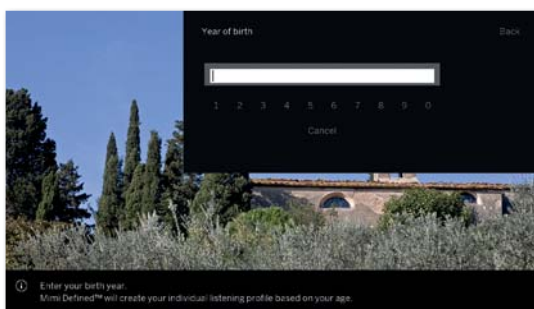 Year of birth
Back
1 2 3 4 5 6 7 8 9 0
Cancel
Enter your birth year.
Mimi Defined™ will create your individual listening profile based on your age.